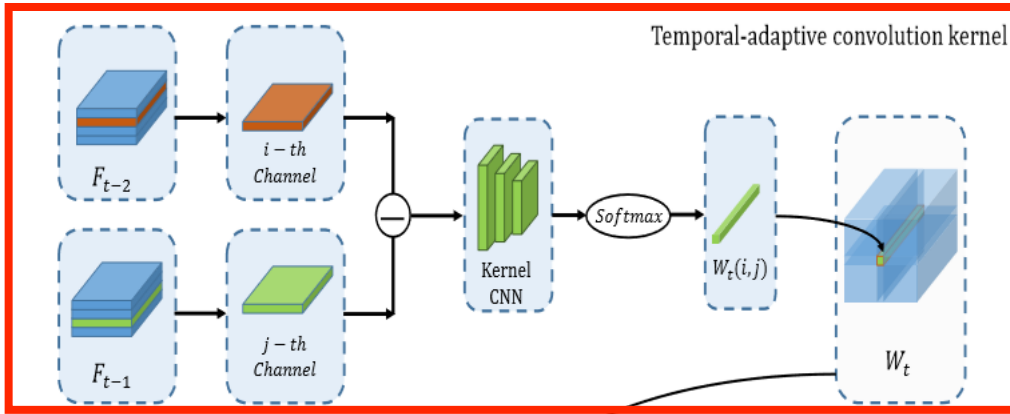 Temporal-adaptive convolution kernel
F_{t-2}
i − th
Channel
F_{t-1}
j − th
Channel
—
Kernel
CNN
Softmax
W_t(i,j)
W_t